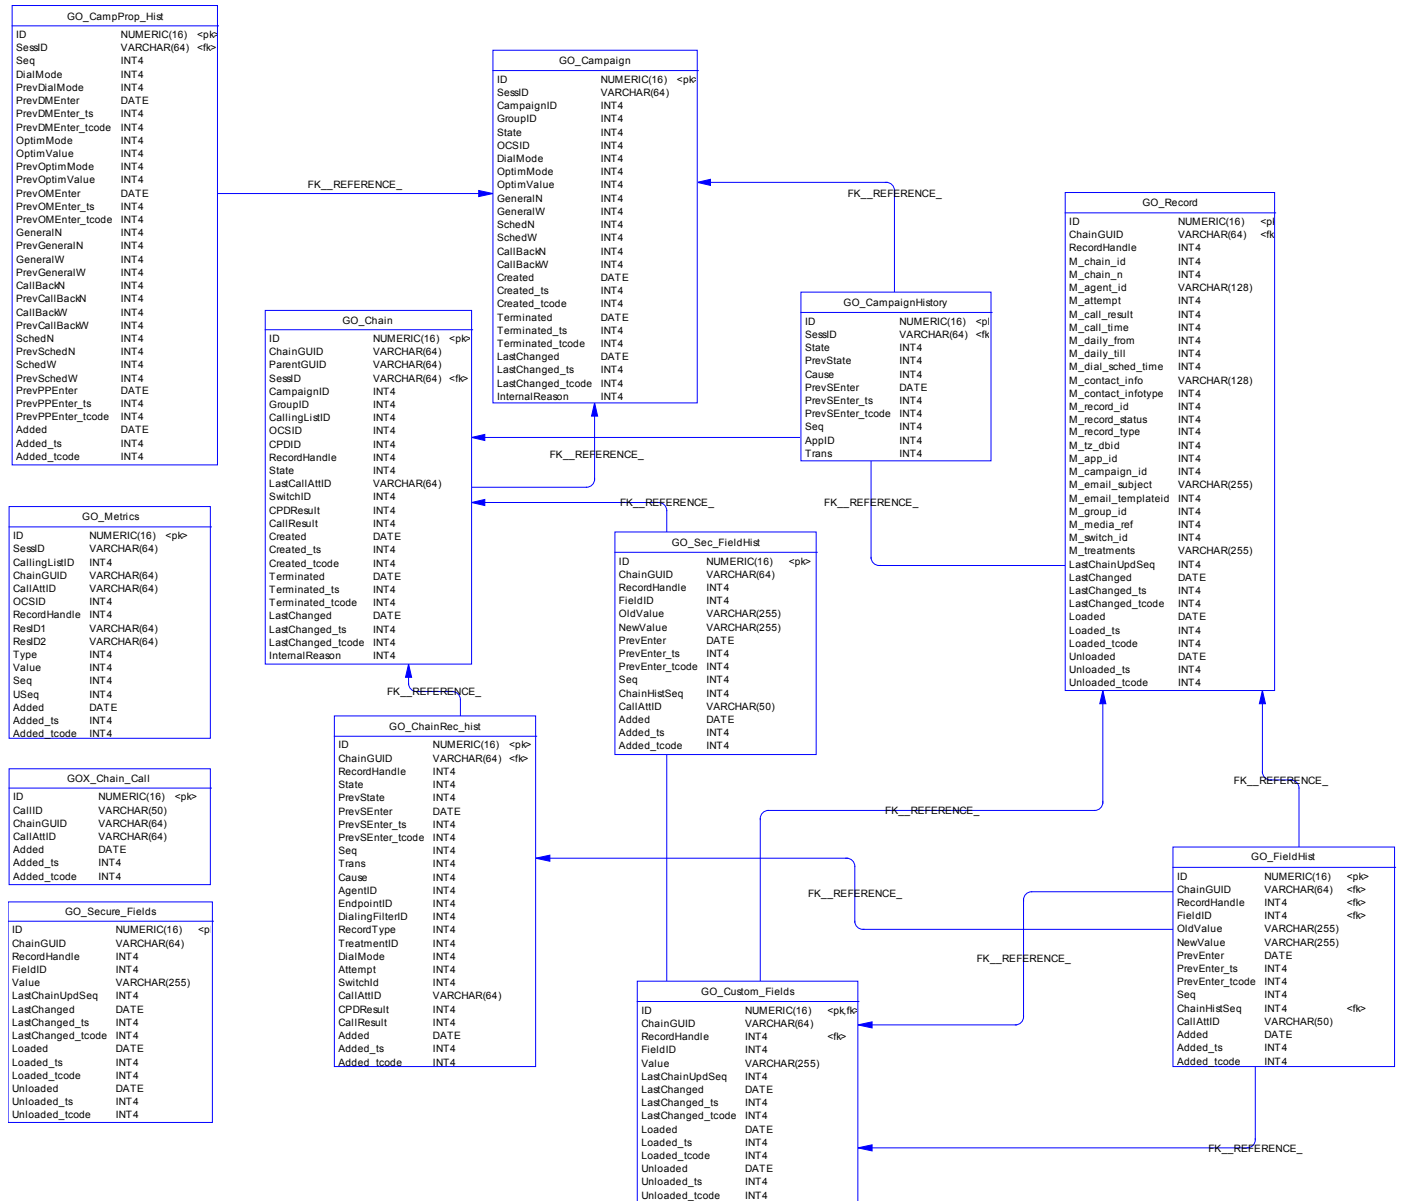 GO_CampProp_Hist
ID NUMERIC(16) <pk>
SessID VARCHAR(64) <fk>
Seq INT4
DialMode INT4
PrevDialMode INT4
PrevDMEnter DATE
PrevDMEnter_ts INT4
PrevDMEnter_tcode INT4
OptimMode INT4
OptimValue INT4
PrevOptimMode INT4
PrevOptimValue INT4
PrevOMEnter DATE
PrevOMEnter_ts INT4
PrevOMEnter_tcode INT4
GeneralN INT4
PrevGeneralN INT4
GeneralW INT4
PrevGeneralW INT4
CallBackN INT4
PrevCallBackN INT4
CallBackW INT4
PrevCallBackW INT4
SchedN INT4
PrevSchedN INT4
SchedW INT4
PrevSchedW INT4
PrevPPEnter DATE
PrevPPEnter_ts INT4
PrevPPEnter_tcode INT4
Added DATE
Added_ts INT4
Added_tcode INT4
FK__REFERENCE_
GO_Campaign
ID NUMERIC(16) <pk>
SessID VARCHAR(64)
CampaignID INT4
GroupID INT4
State INT4
OCSID INT4
DialMode INT4
OptimMode INT4
OptimValue INT4
GeneralN INT4
GeneralW INT4
SchedN INT4
SchedW INT4
CallBackN INT4
CallBackW INT4
Created DATE
Created_ts INT4
Created_tcode INT4
Terminated DATE
Terminated_ts INT4
Terminated_tcode INT4
LastChanged DATE
LastChanged_ts INT4
LastChanged_tcode INT4
InternalReason INT4
FK__REFERENCE_
GO_Record
ID NUMERIC(16) <pl
ChainGUID VARCHAR(64) <fk
RecordHandle INT4
M_chain_id INT4
M_chain_n INT4
M_agent_id VARCHAR(128)
M_attempt INT4
M_call_result INT4
M_call_time INT4
M_daily_from INT4
M_daily_till INT4
M_dial_sched_time INT4
M_contact_info VARCHAR(128)
M_contact_infotype INT4
M_record_id INT4
M_record_status INT4
M_record_type INT4
M_tz_dbid INT4
M_app_id INT4
M_campaign_id INT4
M_email_subject VARCHAR(255)
M_email_templateid INT4
M_group_id INT4
M_media_ref INT4
M_switch_id INT4
M_treatments VARCHAR(255)
LastChainUpdSeq INT4
LastChanged DATE
LastChanged_ts INT4
LastChanged_tcode INT4
Loaded DATE
Loaded_ts INT4
Loaded_tcode INT4
Unloaded DATE
Unloaded_ts INT4
Unloaded_tcode INT4
GO_CampaignHistory
ID NUMERIC(16) <pl
SessID VARCHAR(64) <fk
State INT4
PrevState INT4
Cause INT4
PrevSEnter DATE
PrevSEnter_ts INT4
PrevSEnter_tcode INT4
Seq INT4
AppID INT4
Trans INT4
GO_Chain
ID NUMERIC(16) <pk>
ChainGUID VARCHAR(64)
ParentGUID VARCHAR(64)
SessID VARCHAR(64) <fk>
CampaignID INT4
GroupID INT4
CallingListID INT4
OCSID INT4
CPDID INT4
RecordHandle INT4
State INT4
LastCallAttID VARCHAR(64)
SwitchID INT4
CPDResult INT4
CallResult INT4
Created DATE
Created_ts INT4
Created_tcode INT4
Terminated DATE
Terminated_ts INT4
Terminated_tcode INT4
LastChanged DATE
LastChanged_ts INT4
LastChanged_tcode INT4
InternalReason INT4
FK__REFERENCE_
FK__REFERENCE_
FK__REFERENCE_
GO_Metrics
ID NUMERIC(16) <pk>
SessID VARCHAR(64)
CallingListID INT4
ChainGUID VARCHAR(64)
CallAttID VARCHAR(64)
OCSID INT4
RecordHandle INT4
ResID1 VARCHAR(64)
ResID2 VARCHAR(64)
Type INT4
Value INT4
Seq INT4
USeq INT4
Added DATE
Added_ts INT4
Added_tcode INT4
GO_Sec_FieldHist
ID NUMERIC(16) <pk>
ChainGUID VARCHAR(64)
RecordHandle INT4
FieldID INT4
OldValue VARCHAR(255)
NewValue VARCHAR(255)
PrevEnter DATE
PrevEnter_ts INT4
PrevEnter_tcode INT4
Seq INT4
ChainHistSeq INT4
CallAttID VARCHAR(50)
Added DATE
Added_ts INT4
Added_tcode INT4
FK__REFERENCE_
GO_ChainRec_hist
ID NUMERIC(16) <pk>
ChainGUID VARCHAR(64) <fk>
RecordHandle INT4
State INT4
PrevState INT4
PrevSEnter DATE
PrevSEnter_ts INT4
PrevSEnter_tcode INT4
Seq INT4
Trans INT4
Cause INT4
AgentID INT4
EndpointID INT4
DialingFilterID INT4
RecordType INT4
TreatmentID INT4
DialMode INT4
Attempt INT4
SwitchId INT4
CallAttID VARCHAR(64)
CPDResult INT4
CallResult INT4
Added DATE
Added_ts INT4
Added_tcode INT4
GOX_Chain_Call
ID NUMERIC(16) <pk>
CallID VARCHAR(50)
ChainGUID VARCHAR(64)
CallAttID VARCHAR(64)
Added DATE
Added_ts INT4
Added_tcode INT4
FK__REFERENCE_
FK__REFERENCE_
GO_FieldHist
ID NUMERIC(16) <pk>
ChainGUID VARCHAR(64) <fk>
RecordHandle INT4 <fk>
FieldID INT4 <fk>
OldValue VARCHAR(255)
NewValue VARCHAR(255)
PrevEnter DATE
PrevEnter_ts INT4
PrevEnter_tcode INT4
Seq INT4
ChainHistSeq INT4 <fk>
CallAttID VARCHAR(50)
Added DATE
Added_ts INT4
Added_tcode INT4
FK__REFERENCE_
FK__REFERENCE_
GO_Secure_Fields
ID NUMERIC(16) <p
ChainGUID VARCHAR(64)
RecordHandle INT4
FieldID INT4
Value VARCHAR(255)
LastChainUpdSeq INT4
LastChanged DATE
LastChanged_ts INT4
LastChanged_tcode INT4
Loaded DATE
Loaded_ts INT4
Loaded_tcode INT4
Unloaded DATE
Unloaded_ts INT4
Unloaded_tcode INT4
GO_Custom_Fields
ID NUMERIC(16) <pk,fk>
ChainGUID VARCHAR(64)
RecordHandle INT4 <fk>
FieldID INT4
Value VARCHAR(255)
LastChainUpdSeq INT4
LastChanged DATE
LastChanged_ts INT4
LastChanged_tcode INT4
Loaded DATE
Loaded_ts INT4
Loaded_tcode INT4
Unloaded DATE
Unloaded_ts INT4
Unloaded_tcode INT4
FK__REFERENCE_